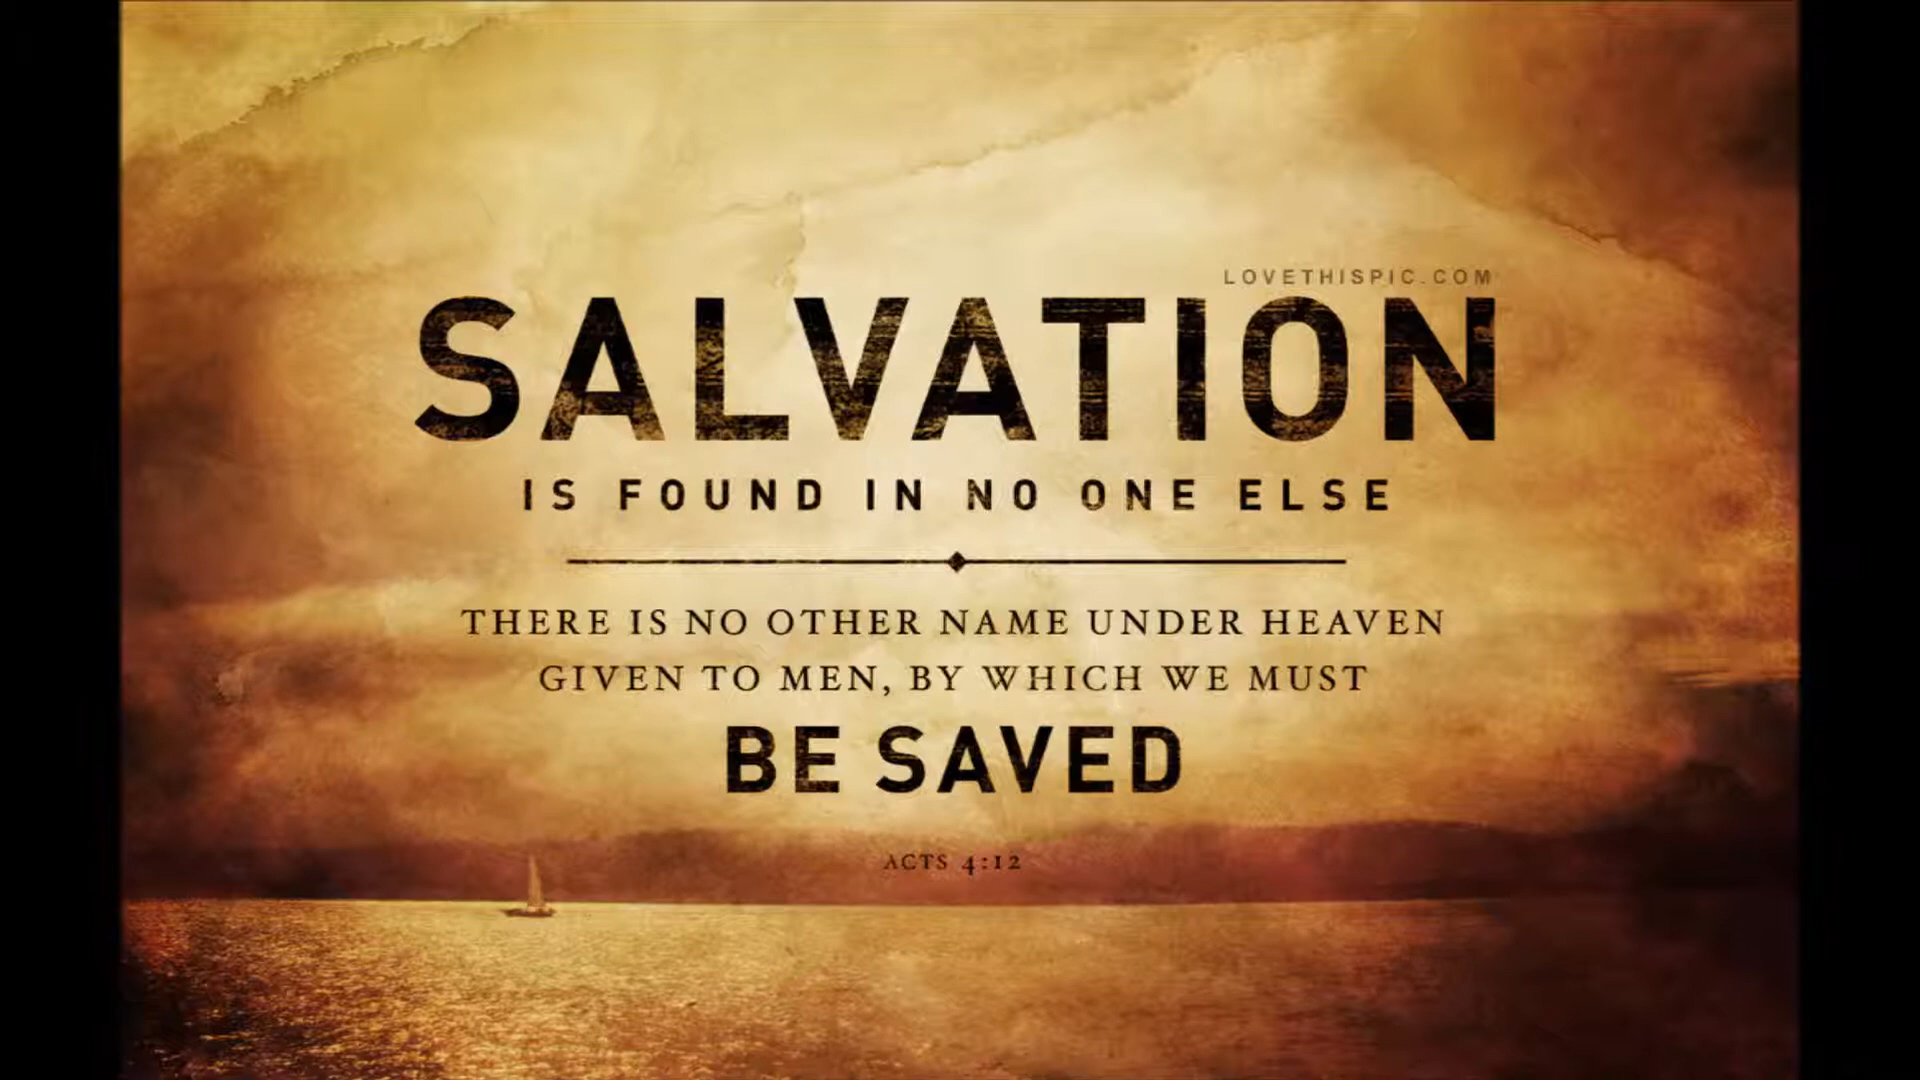 LOVETHISPIC.COM
SALVATION
IS FOUND IN NO ONE ELSE
THERE IS NO OTHER NAME UNDER HEAVEN
GIVEN TO MEN, BY WHICH WE MUST
BE SAVED
ACTS 4:12